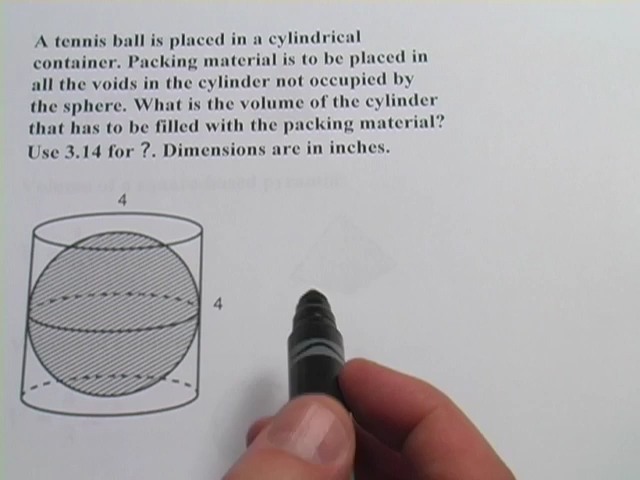 A tennis ball is placed in a cylindrical
container. Packing material is to be placed in
all the voids in the cylinder not occupied by
the sphere. What is the volume of the cylinder
that has to be filled with the packing material?
Use 3.14 for ?. Dimensions are in inches.
4
4